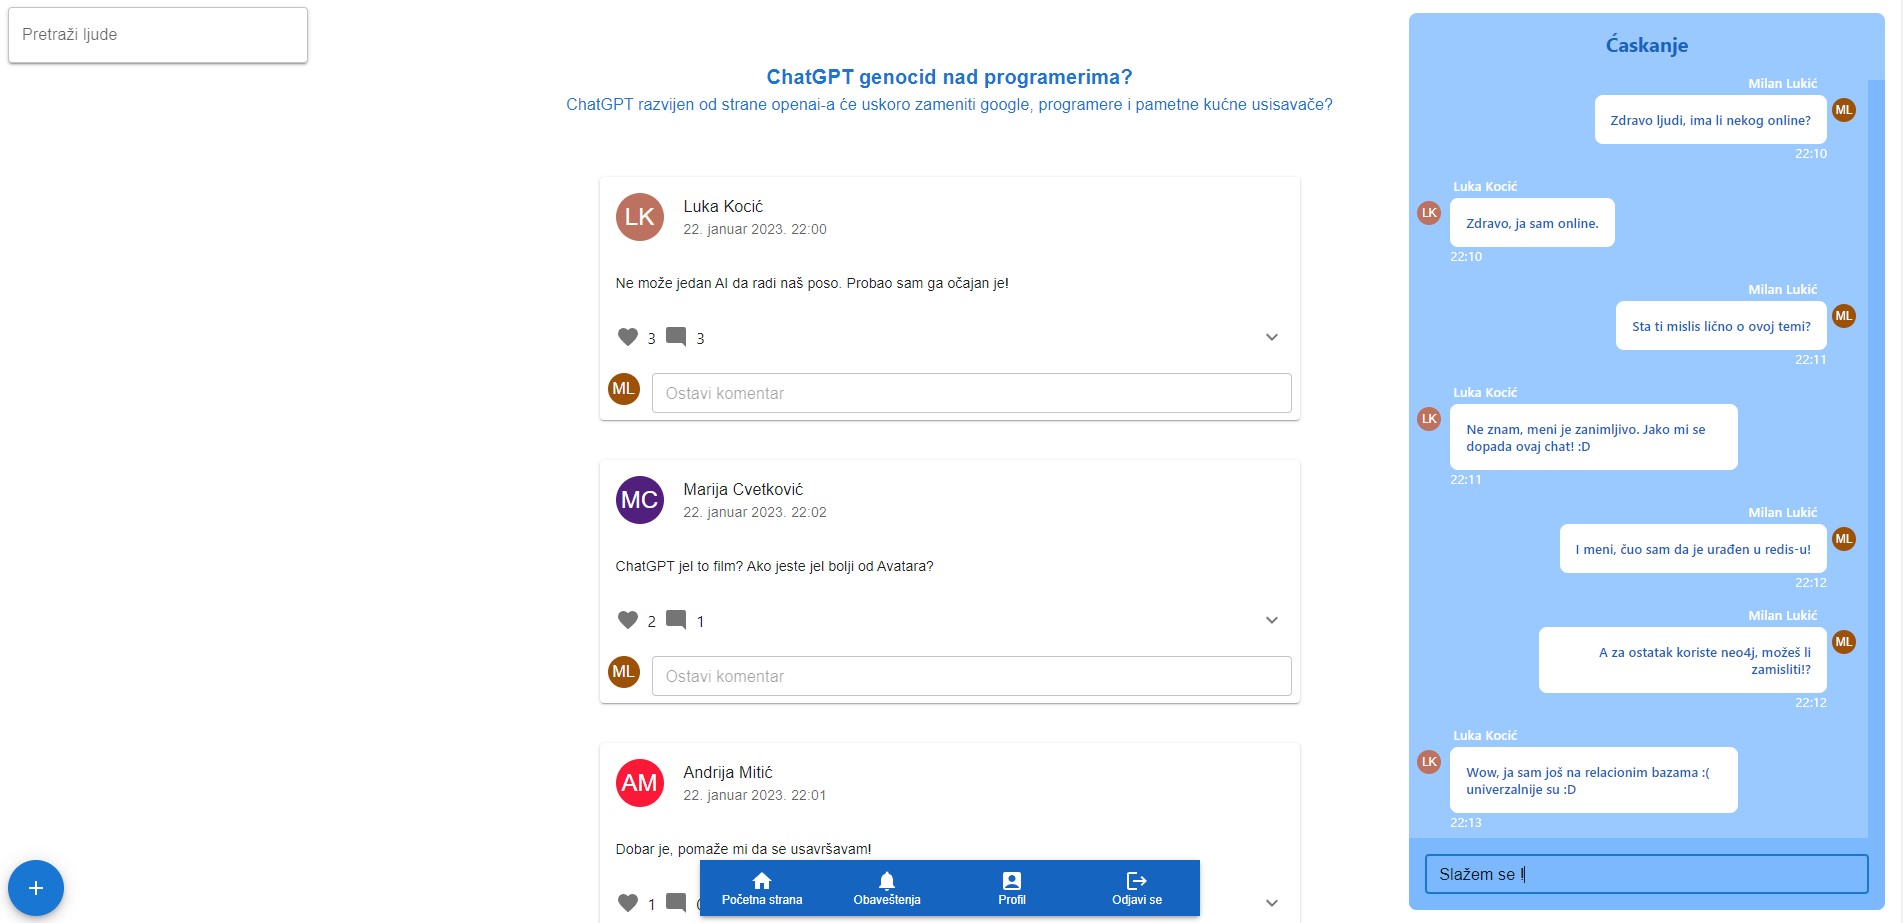 Pretraži ljude
ChatGPT genocid nad programerima?
ChatGPT razvijen od strane openai-a će uskoro zameniti google, programere i pametne kućne usisavače?
LK
Luka Kocić
22. januar 2023. 22:00
Ne može jedan AI da radi naš poso. Probao sam ga očajan je!
3 3
ML
Ostavi komentar
MC
Marija Cvetković
22. januar 2023. 22:02
ChatGPT jel to film? Ako jeste jel bolji od Avatara?
2 1
ML
Ostavi komentar
AM
Andrija Mitić
22. januar 2023. 22:01
Dobar je, pomaže mi da se usavršavam!
1
+
Početna strana
Obaveštenja
Profil
Odjavi se
Ćaskanje
Milan Lukić
ML
Zdravo ljudi, ima li nekog online?
22:10
Luka Kocić
LK
Zdravo, ja sam online.
22:10
Milan Lukić
ML
Sta ti mislis lično o ovoj temi?
22:11
Luka Kocić
LK
Ne znam, meni je zanimljivo. Jako mi se
dopada ovaj chat! :D
22:11
Milan Lukić
ML
I meni, čuo sam da je urađen u redis-u!
22:12
Milan Lukić
ML
A za ostatak koriste neo4j, možeš li
zamisliti!?
22:12
Luka Kocić
LK
Wow, ja sam još na relacionim bazama :(
univerzalnije su :D
22:13
Slažem se !